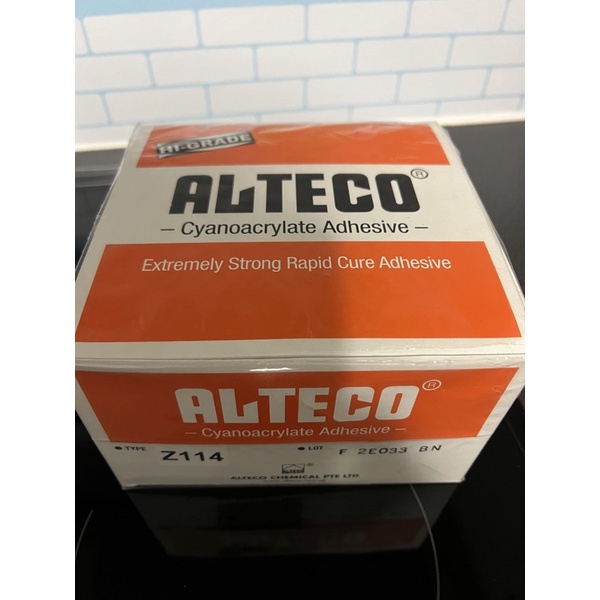 HI-GRADE
ALTECO®
– Cyanoacrylate Adhesive –
Extremely Strong Rapid Cure Adhesive
ALTECO®
– Cyanoacrylate Adhesive –
• TYPE Z114 • LOT F 2E033 BN
®
ALTECO CHEMICAL PTE LTD